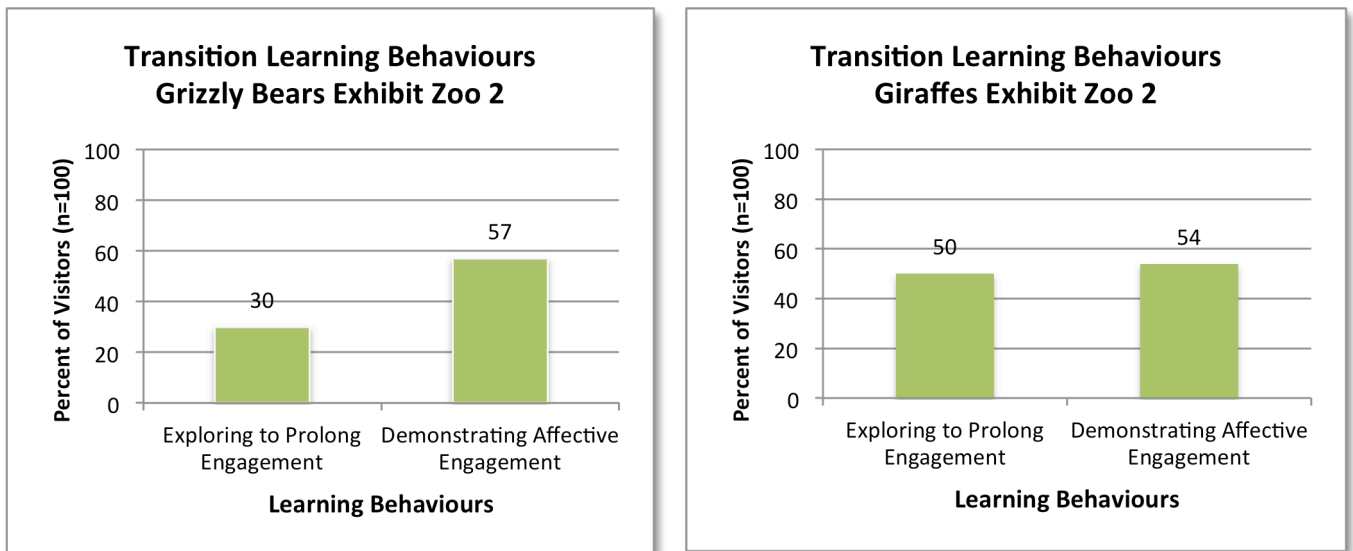 Transition Learning Behaviours
Grizzly Bears Exhibit Zoo 2
Percent of Visitors (n=100)
100
80
60
40
20
0
30
57
Exploring to Prolong
Engagement
Demonstrating Affective
Engagement
Learning Behaviours
Transition Learning Behaviours
Giraffes Exhibit Zoo 2
Percent of Visitors (n=100)
100
80
60
40
20
0
50
54
Exploring to Prolong
Engagement
Demonstrating Affective
Engagement
Learning Behaviours